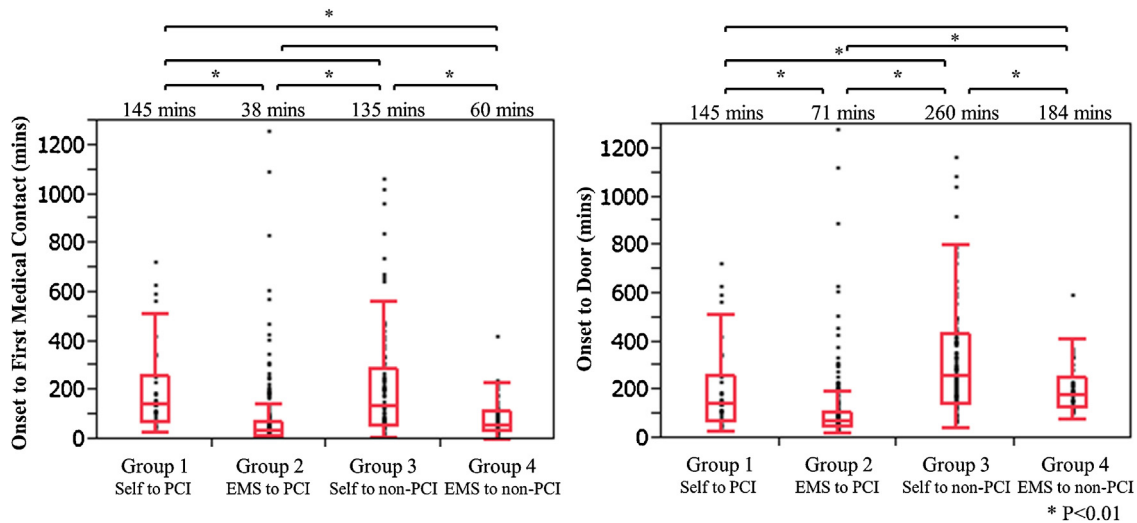 *
* * *
145 mins 38 mins 135 mins 60 mins
Onset to First Medical Contact (mins)
1200
1000
800
600
400
200
0
Group 1 Group 2 Group 3 Group 4
Self to PCI EMS to PCI Self to non-PCI EMS to non-PCI
*
*
* * *
145 mins 71 mins 260 mins 184 mins
Onset to Door (mins)
1200
1000
800
600
400
200
0
Group 1 Group 2 Group 3 Group 4
Self to PCI EMS to PCI Self to non-PCI EMS to non-PCI
* P<0.01